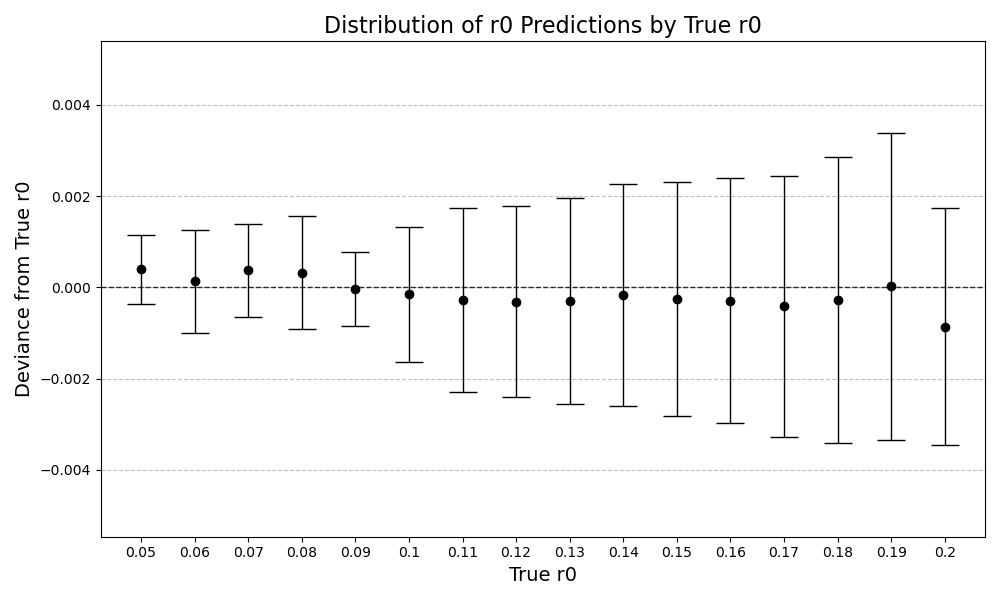 Distribution of r0 Predictions by True r0
Deviance from True r0
0.004
0.002
0.000
−0.002
−0.004
0.05 0.06 0.07 0.08 0.09 0.1 0.11 0.12 0.13 0.14 0.15 0.16 0.17 0.18 0.19 0.2
True r0